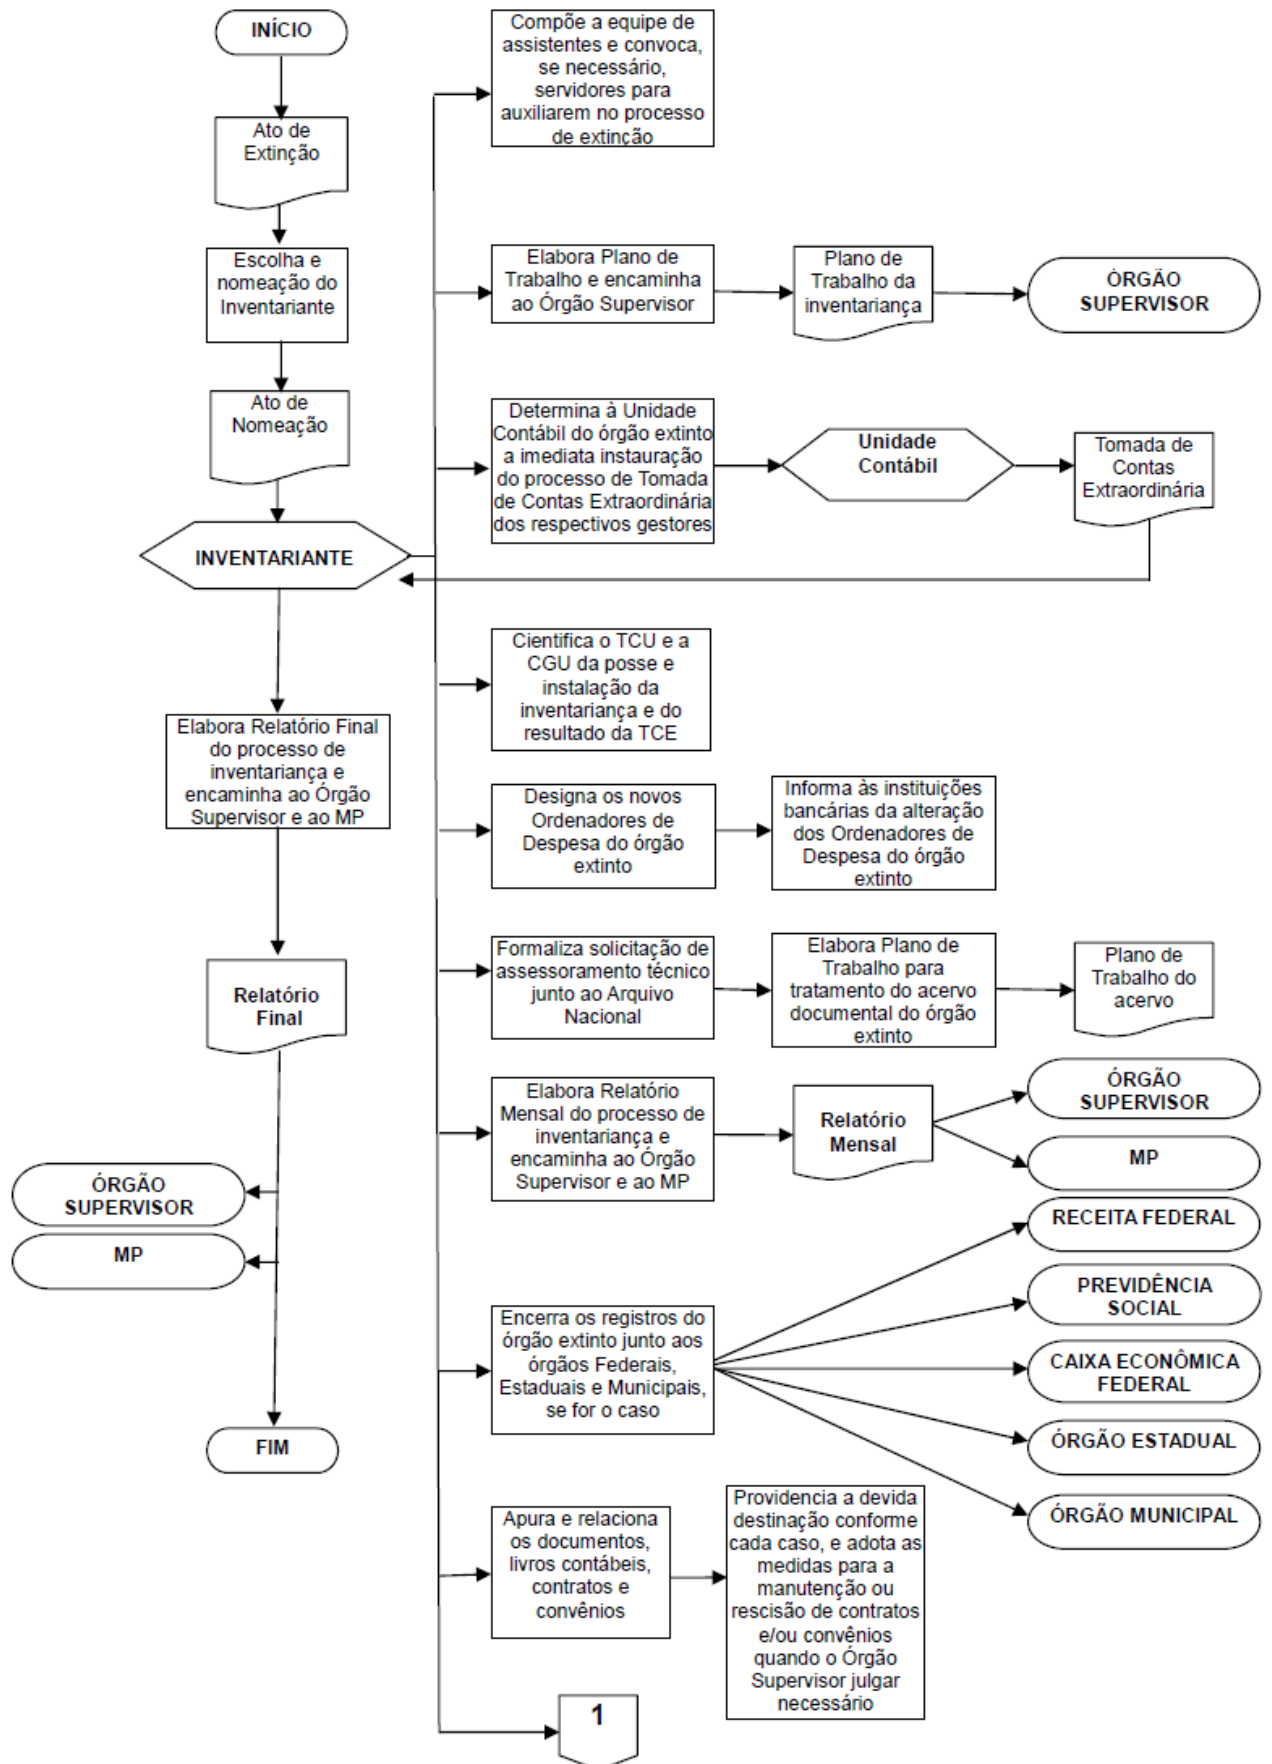 INÍCIO
Ato de
Extinção
Escolha e
nomeação do
Inventariante
Ato de
Nomeação
INVENTARIANTE
Elabora Relatório Final
do processo de
inventariança e
encaminha ao Órgão
Supervisor e ao MP
Relatório
Final
ÓRGÃO
SUPERVISOR
MP
FIM
Compõe a equipe de
assistentes e convoca,
se necessário,
servidores para
auxiliarem no processo
de extinção
Elabora Plano de
Trabalho e encaminha
ao Órgão Supervisor
Plano de
Trabalho da
inventariança
ÓRGÃO
SUPERVISOR
Determina à Unidade
Contábil do órgão extinto
a imediata instauração
do processo de Tomada
de Contas Extraordinária
dos respectivos gestores
Unidade
Contábil
Tomada de
Contas
Extraordinária
Cientifica o TCU e a
CGU da posse e
instalação da
inventariança e do
resultado da TCE
Designa os novos
Ordenadores de
Despesa do órgão
extinto
Informa às instituições
bancárias da alteração
dos Ordenadores de
Despesa do órgão
extinto
Formaliza solicitação de
assessoramento técnico
junto ao Arquivo
Nacional
Elabora Plano de
Trabalho para
tratamento do acervo
documental do órgão
extinto
Plano de
Trabalho do
acervo
Elabora Relatório
Mensal do processo de
inventariança e
encaminha ao Órgão
Supervisor e ao MP
Relatório
Mensal
ÓRGÃO
SUPERVISOR
MP
Encerra os registros do
órgão extinto junto aos
órgãos Federais,
Estaduais e Municipais,
se for o caso
RECEITA FEDERAL
PREVIDÊNCIA
SOCIAL
CAIXA ECONÔMICA
FEDERAL
ÓRGÃO ESTADUAL
ÓRGÃO MUNICIPAL
Apura e relaciona
os documentos,
livros contábeis,
contratos e
convênios
Providencia a devida
destinação conforme
cada caso, e adota as
medidas para a
manutenção ou
rescisão de contratos
e/ou convênios
quando o Órgão
Supervisor julgar
necessário
1